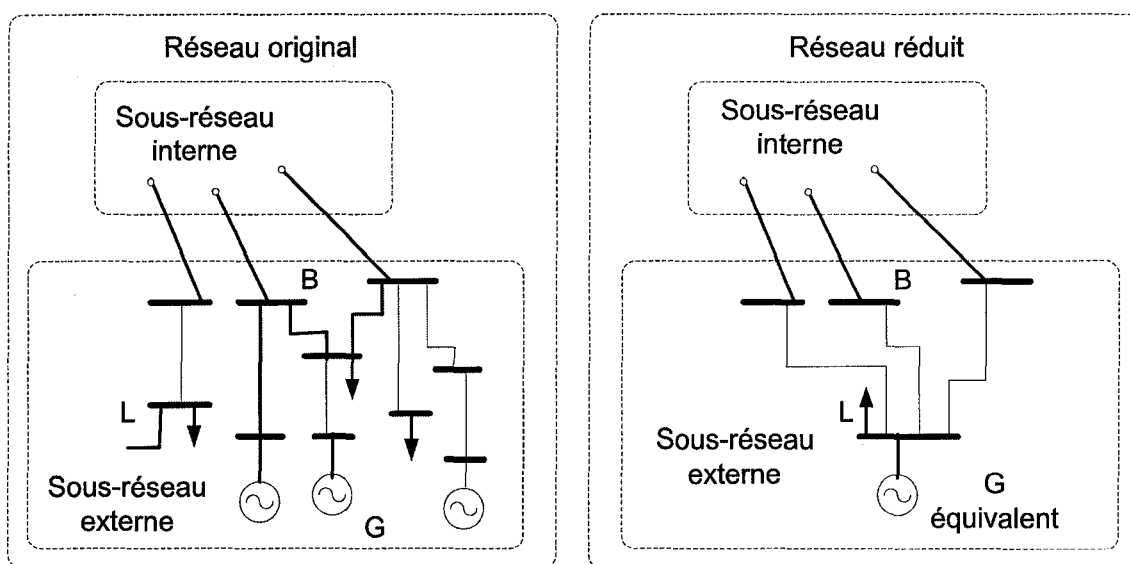 Réseau original
Sous-réseau
interne
B
L
Sous-réseau
externe
G
Réseau réduit
Sous-réseau
interne
B
L
Sous-réseau
externe
G
équivalent